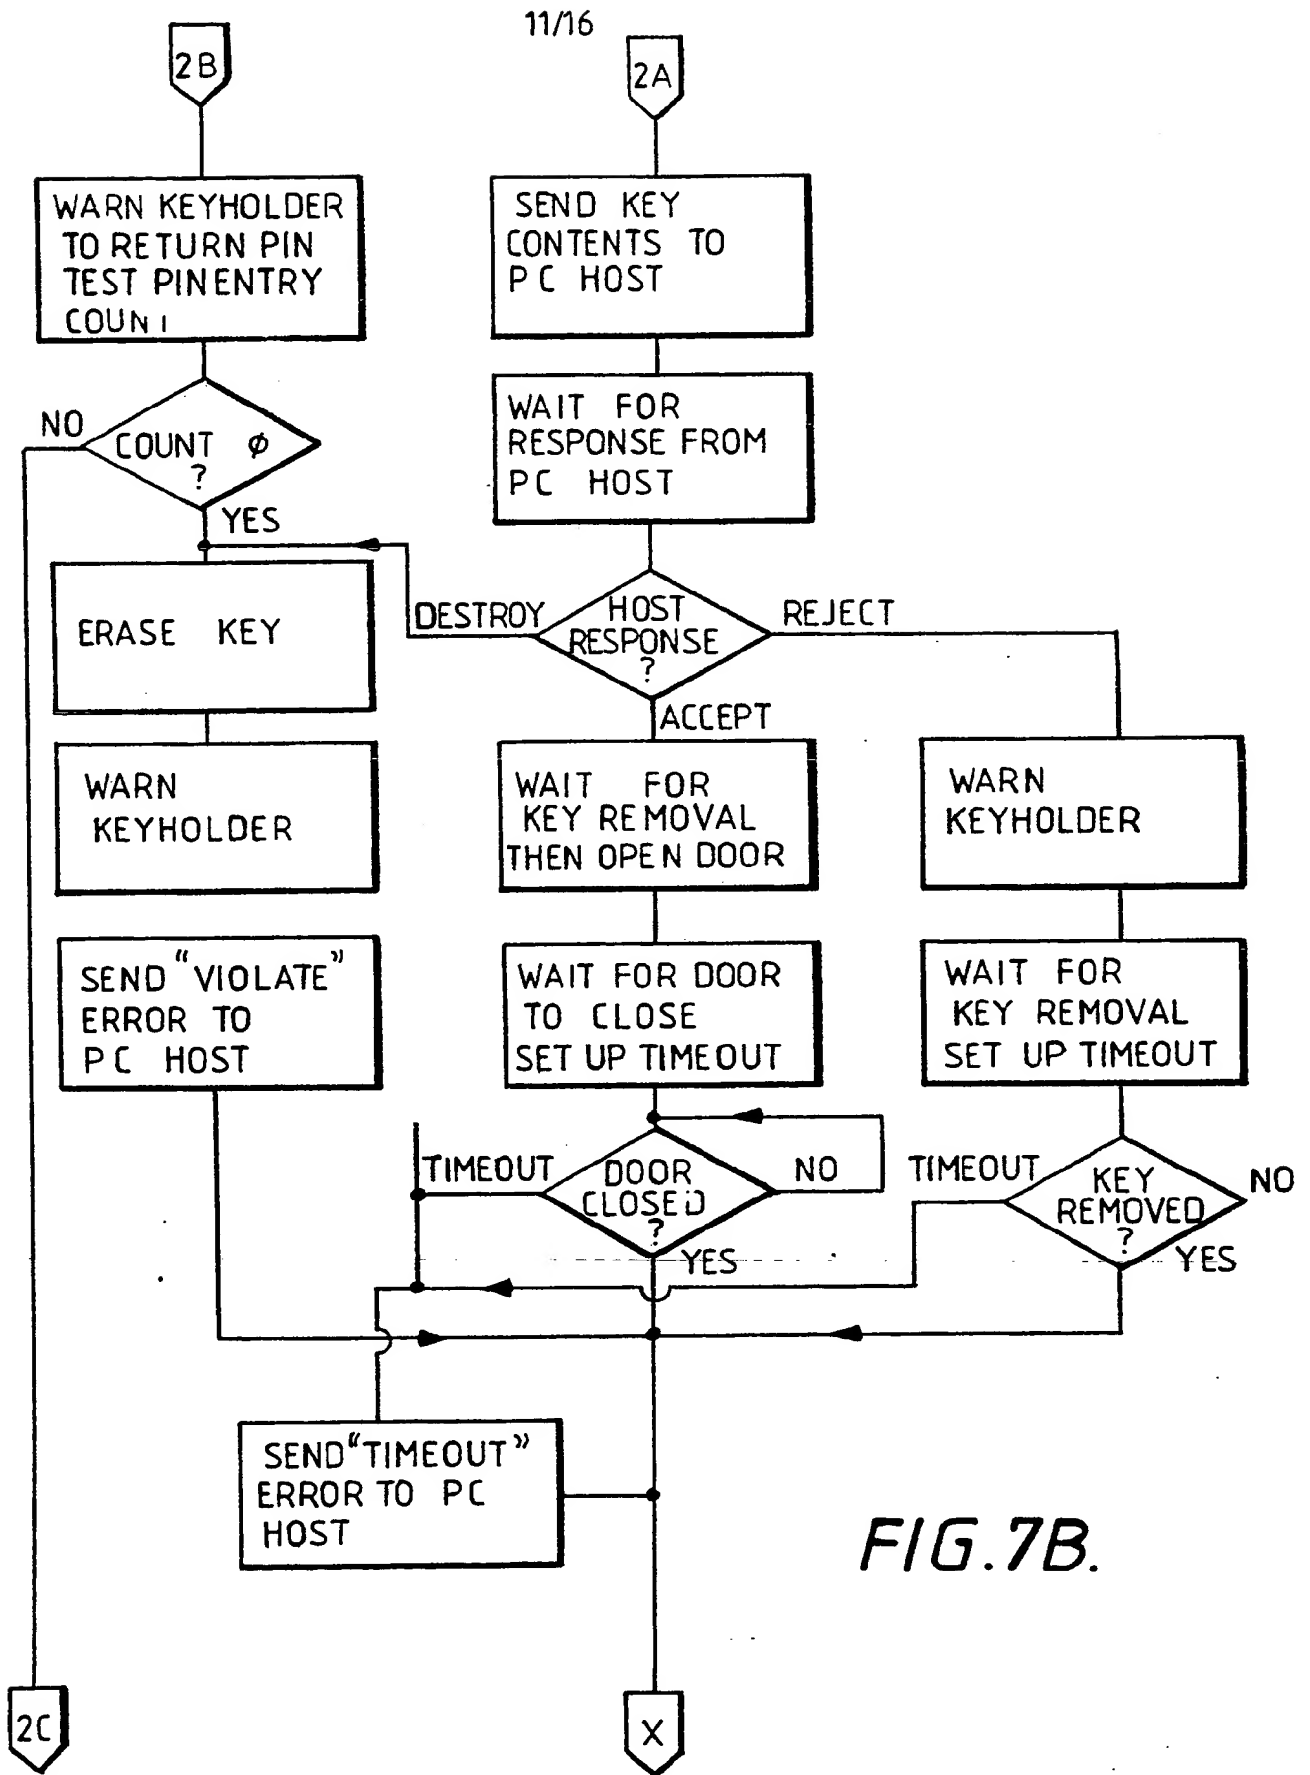 11/16
2B
2A
WARN KEYHOLDER
TO RETURN PIN
TEST PINENTRY
COUNT
SEND KEY
CONTENTS TO
PC HOST
NO
COUNT ϕ
?
YES
WAIT FOR
RESPONSE FROM
PC HOST
DESTROY
HOST
RESPONSE
?
REJECT
ACCEPT
ERASE KEY
WARN
KEYHOLDER
WAIT FOR
KEY REMOVAL
THEN OPEN DOOR
WARN
KEYHOLDER
SEND "VIOLATE"
ERROR TO
PC HOST
WAIT FOR DOOR
TO CLOSE
SET UP TIMEOUT
WAIT FOR
KEY REMOVAL
SET UP TIMEOUT
TIMEOUT
DOOR
CLOSED
?
NO
YES
TIMEOUT
KEY
REMOVED
?
NO
YES
SEND "TIMEOUT"
ERROR TO PC
HOST
FIG.7B.
2C
X